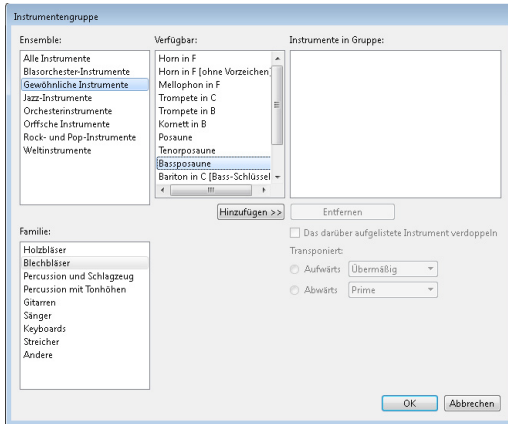 Instrumentengruppe
Ensemble:
Alle Instrumente
Blasorchester-Instrumente
Gewöhnliche Instrumente
Jazz-Instrumente
Orchesterinstrumente
Orffsche Instrumente
Rock- und Pop-Instrumente
Weltinstrumente
Verfügbar:
Horn in F
Horn in F [ohne Vorzeichen]
Mellophon in F
Trompete in C
Trompete in B
Kornett in B
Posaune
Tenorposaune
Bassposaune
Bariton in C [Bass-Schlüssel
Hinzufügen >>
Instrumente in Gruppe:
Entfernen
Das darüber aufgelistete Instrument verdoppeln
Transponiert:
Aufwärts Übermäßig
Abwärts Prime
Familie:
Holzbläser
Blechbläser
Percussion und Schlagzeug
Percussion mit Tonhöhen
Gitarren
Sänger
Keyboards
Streicher
Andere
OK Abbrechen